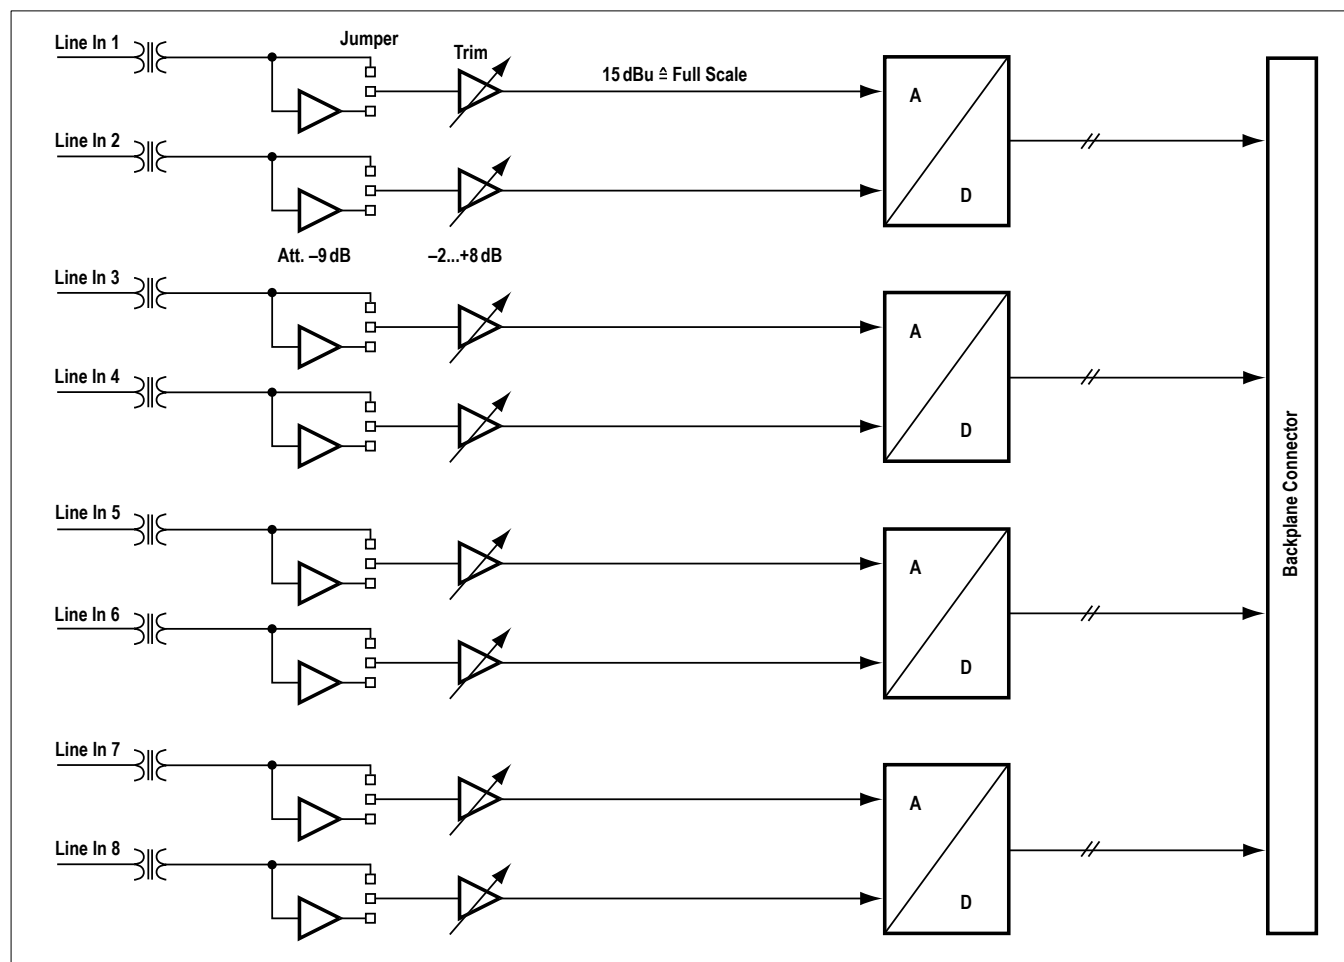 Line In 1
Jumper
Trim
15 dBu ≙ Full Scale
A
D
Line In 2
Att. –9 dB
–2...+8 dB
Line In 3
A
D
Line In 4
Line In 5
A
D
Line In 6
Line In 7
A
D
Line In 8
Backplane Connector